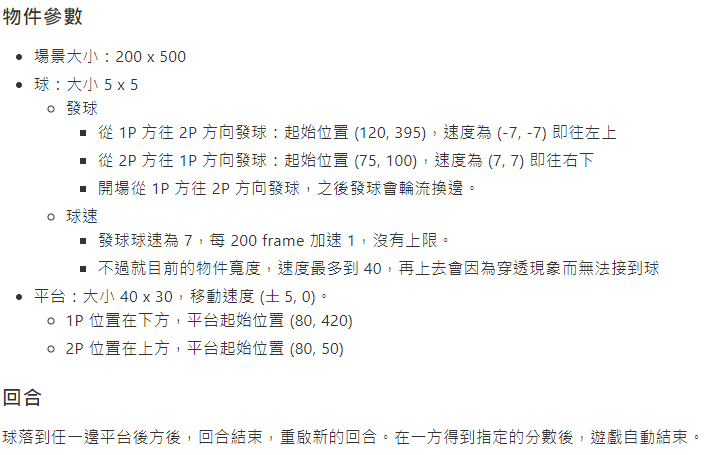 物件參數
場景大小：200 x 500
球：大小 5 x 5
發球
從 1P 方往 2P 方向發球：起始位置 (120, 395)，速度為 (-7, -7) 即往左上
從 2P 方往 1P 方向發球：起始位置 (75, 100)，速度為 (7, 7) 即往右下
開場從 1P 方往 2P 方向發球，之後發球會輪流換邊。
球速
發球球速為 7，每 200 frame 加速 1，沒有上限。
不過就目前的物件寬度，速度最多到 40，再上去會因為穿透現象而無法接到球
平台：大小 40 x 30，移動速度 (士 5, 0)。
1P 位置在下方，平台起始位置 (80, 420)
2P 位置在上方，平台起始位置 (80, 50)
回合
球落到任一邊平台後方後，回合結束，重啟新的回合。在一方得到指定的分數後，遊戲自動結束。